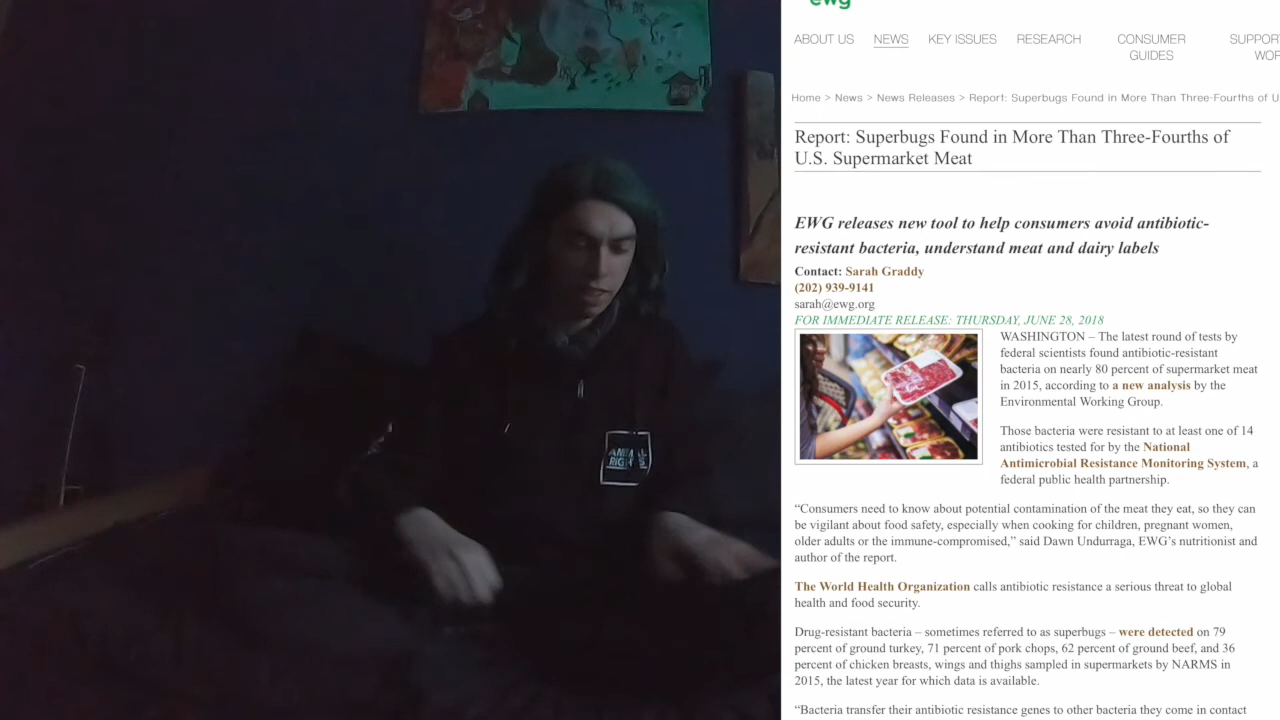 ewg
ABOUT US NEWS KEY ISSUES RESEARCH CONSUMER GUIDES SUPPORT
Home > News > News Releases > Report: Superbugs Found in More Than Three-Fourths of U
Report: Superbugs Found in More Than Three-Fourths of
U.S. Supermarket Meat
EWG releases new tool to help consumers avoid antibiotic-
resistant bacteria, understand meat and dairy labels
Contact: Sarah Graddy
(202) 939-9141
sarah@ewg.org
FOR IMMEDIATE RELEASE: THURSDAY, JUNE 28, 2018
WASHINGTON – The latest round of tests by
federal scientists found antibiotic-resistant
bacteria on nearly 80 percent of supermarket meat
in 2015, according to a new analysis by the
Environmental Working Group.
Those bacteria were resistant to at least one of 14
antibiotics tested for by the National
Antimicrobial Resistance Monitoring System, a
federal public health partnership.
“Consumers need to know about potential contamination of the meat they eat, so they can
be vigilant about food safety, especially when cooking for children, pregnant women,
older adults or the immune-compromised,” said Dawn Undurraga, EWG’s nutritionist and
author of the report.
The World Health Organization calls antibiotic resistance a serious threat to global
health and food security.
Drug-resistant bacteria – sometimes referred to as superbugs – were detected on 79
percent of ground turkey, 71 percent of pork chops, 62 percent of ground beef, and 36
percent of chicken breasts, wings and thighs sampled in supermarkets by NARMS in
2015, the latest year for which data is available.
“Bacteria transfer their antibiotic resistance genes to other bacteria they come in contact
ANIMAL
RIGHTS